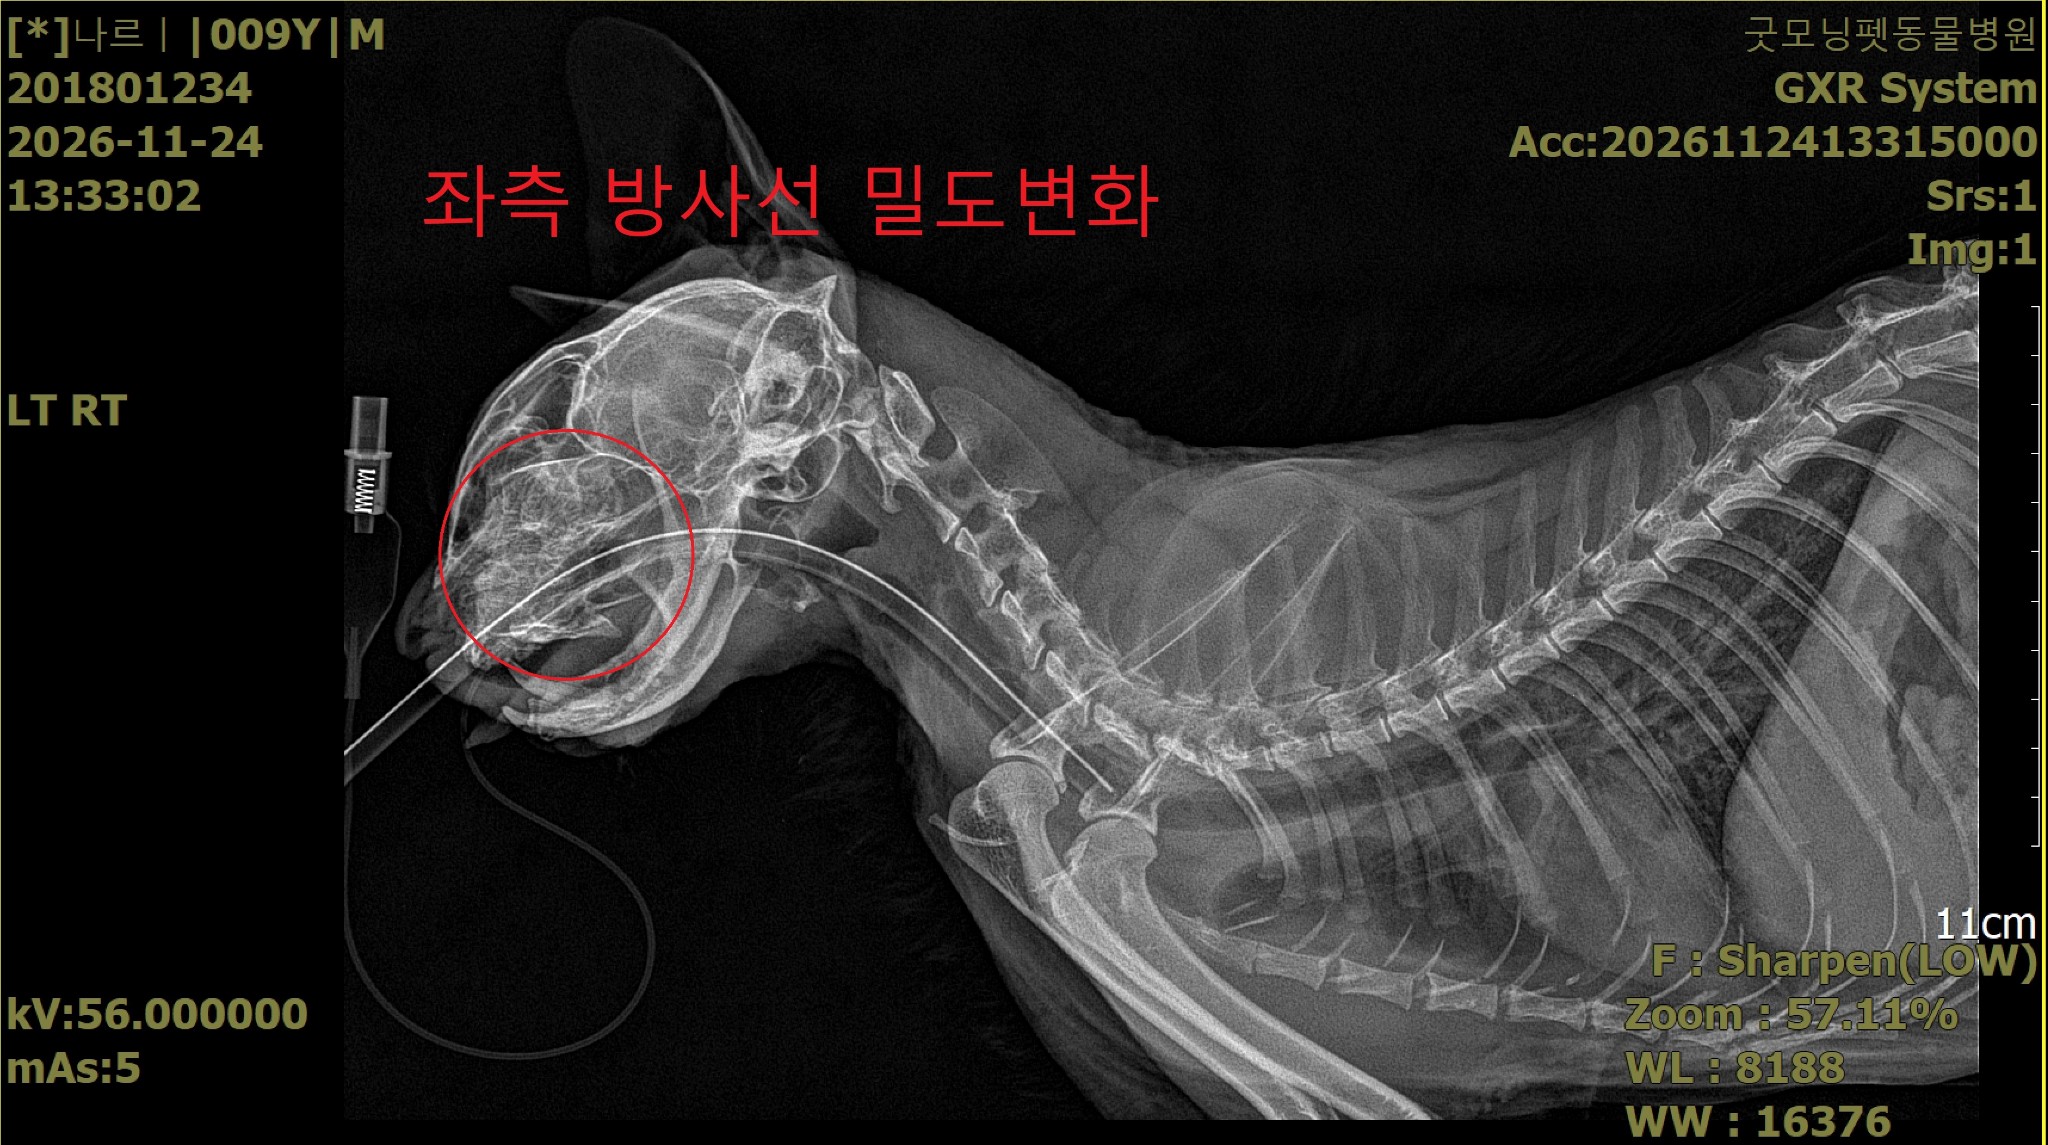 [*]나르ㅣ|009Y|M
201801234
2026-11-24
13:33:02
LT RT
kV:56.000000
mAs:5
좌측 방사선 밀도변화
굿모닝펫동물병원
GXR System
Acc:2026112413315000
Srs:1
Img:1
11cm
F : Sharpen(LOW)
Zoom : 57.11%
WL : 8188
WW : 16376